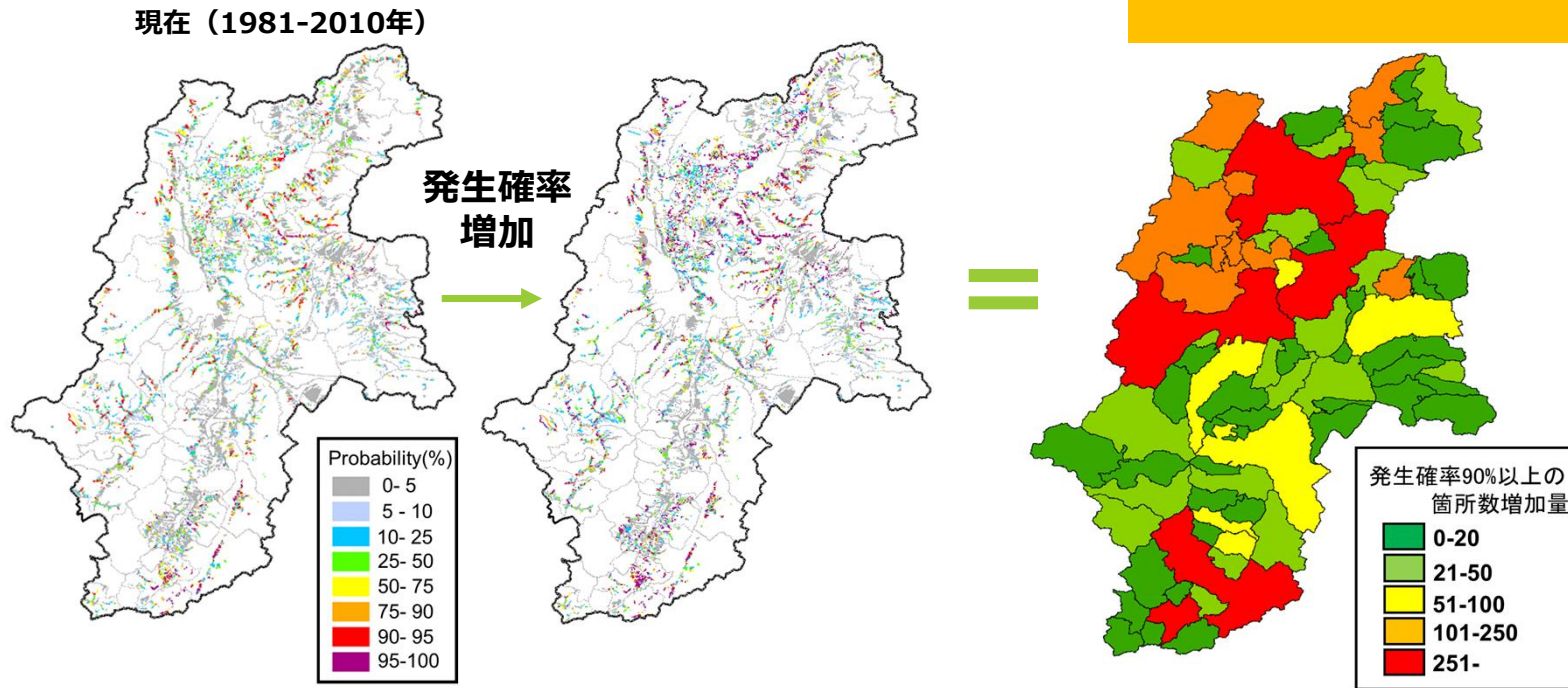 現在（1981-2010年）
発生確率
増加
Probability(%)
0- 5
5 - 10
10- 25
25- 50
50- 75
75- 90
90- 95
95-100
発生確率90%以上の
箇所数増加量
0-20
21-50
51-100
101-250
251-